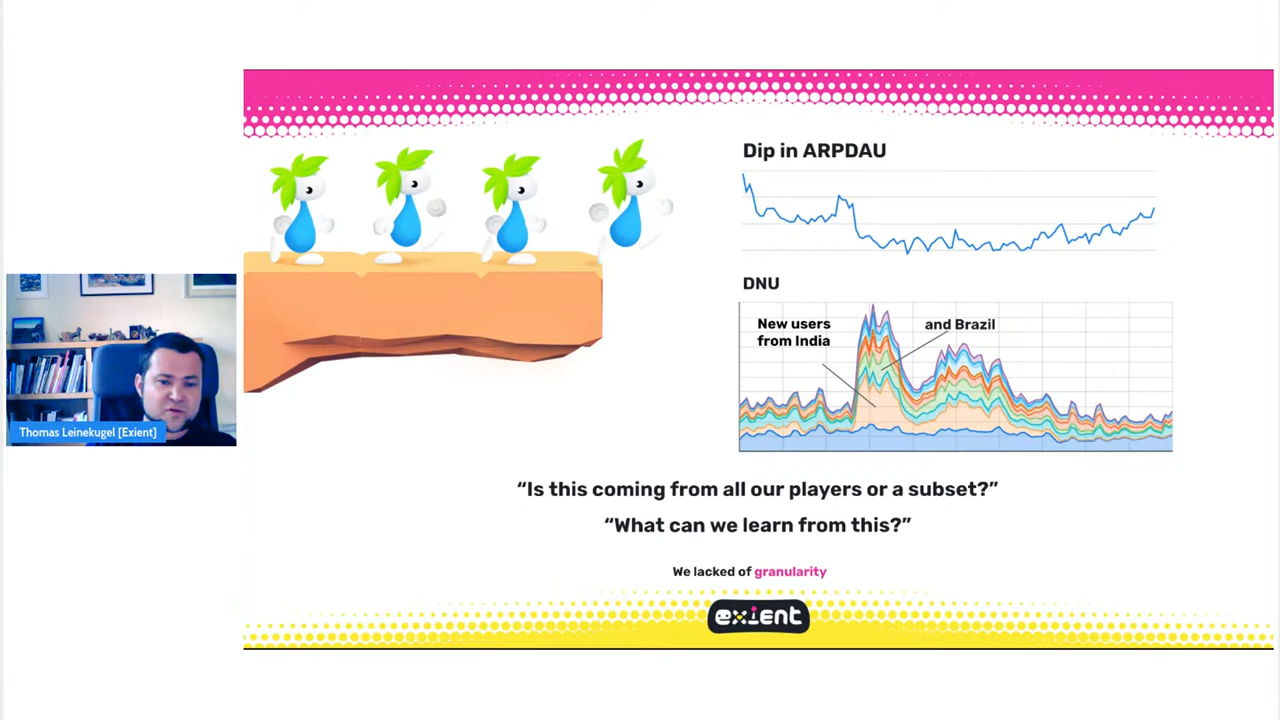 Dip in ARPDAU
DNU
New users
from India
and Brazil
Thomas Leinekugel [Exient]
“Is this coming from all our players or a subset?”
“What can we learn from this?”
We lacked of granularity
exient